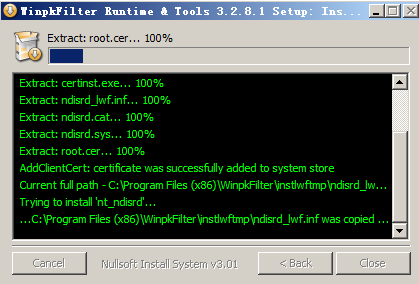 WinpkFilter Runtime & Tools 3.2.8.1 Setup: Ins...
Extract: root.cer... 100%
Extract: certinst.exe... 100%
Extract: ndisrd_lwf.inf... 100%
Extract: ndisrd.cat... 100%
Extract: ndisrd.sys... 100%
Extract: root.cer... 100%
AddClientCert: certificate was successfully added to system store
Current full path - C:\Program Files (x86)\WinpkFilter\instlwftmp\ndisrd_lw...
Trying to install 'nt_ndisrd'...
...C:\Program Files (x86)\WinpkFilter\instlwftmp\ndisrd_lwf.inf was copied ...
Cancel
Nullsoft Install System v3.01
< Back
Close